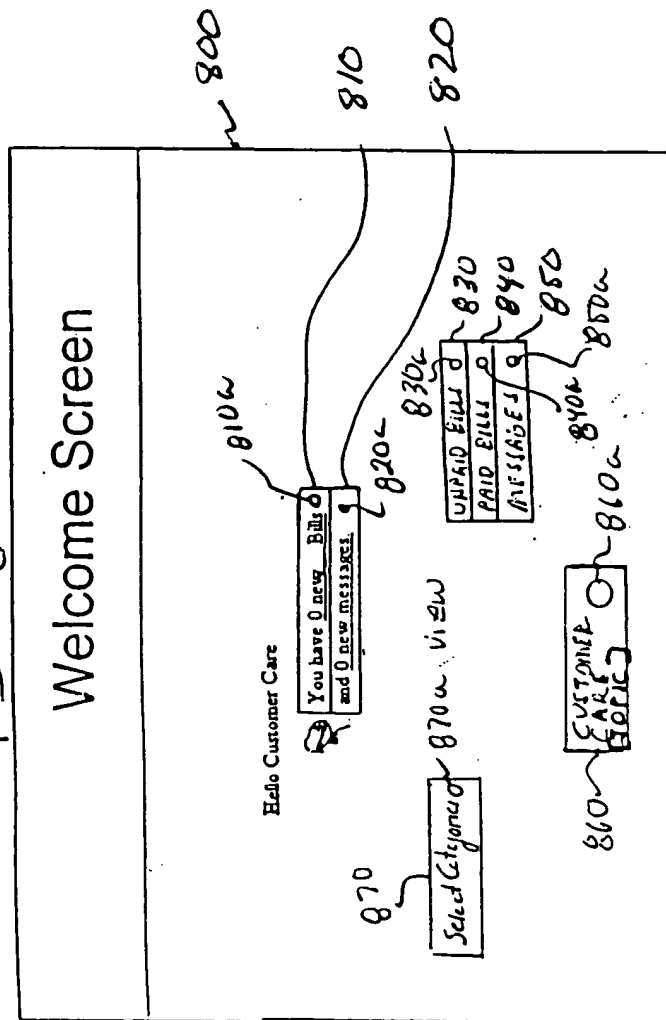 Welcome Screen
800
Hello Customer Care
810a
810
You have 0 new Bills
and 0 new messages.
820a
820
870
870a view
Select Categories
830a
830
UNPAID BILLS
840
PAID BILLS
850
MESSAGES
840a
850a
860
CUSTOMER
CARE
TOPIC
860a